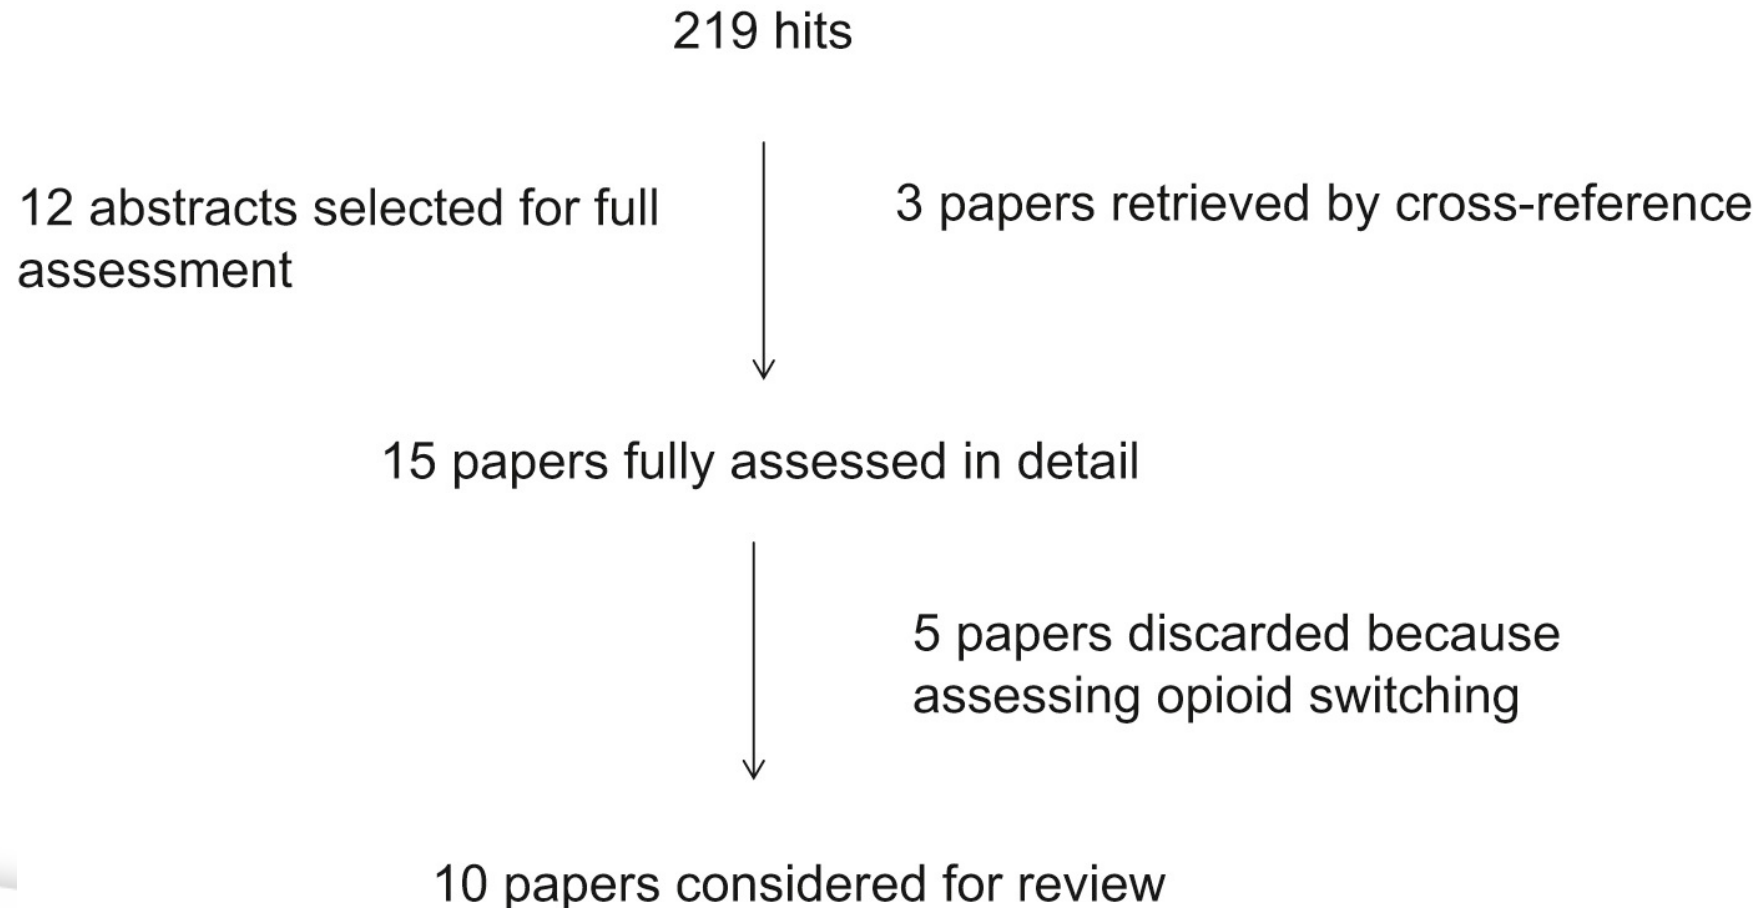 219 hits
12 abstracts selected for full
assessment
3 papers retrieved by cross-reference
15 papers fully assessed in detail
5 papers discarded because
assessing opioid switching
10 papers considered for review